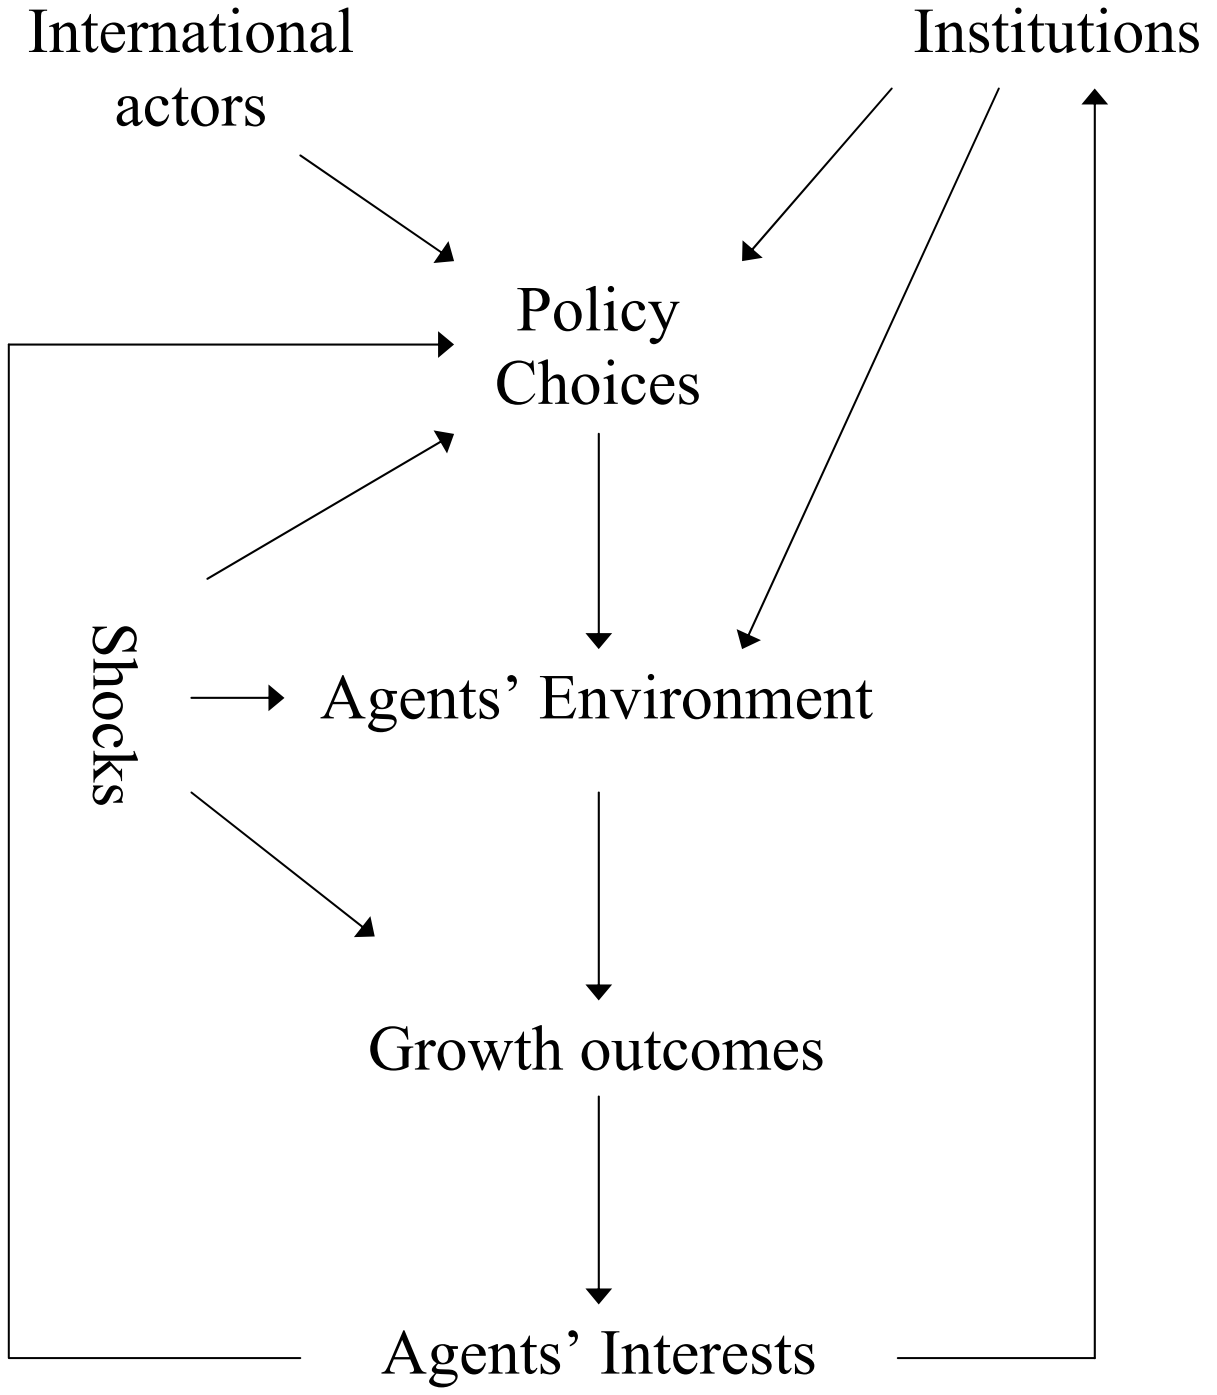 International
actors
Institutions
Policy
Choices
Shocks
Agents’ Environment
Growth outcomes
Agents’ Interests